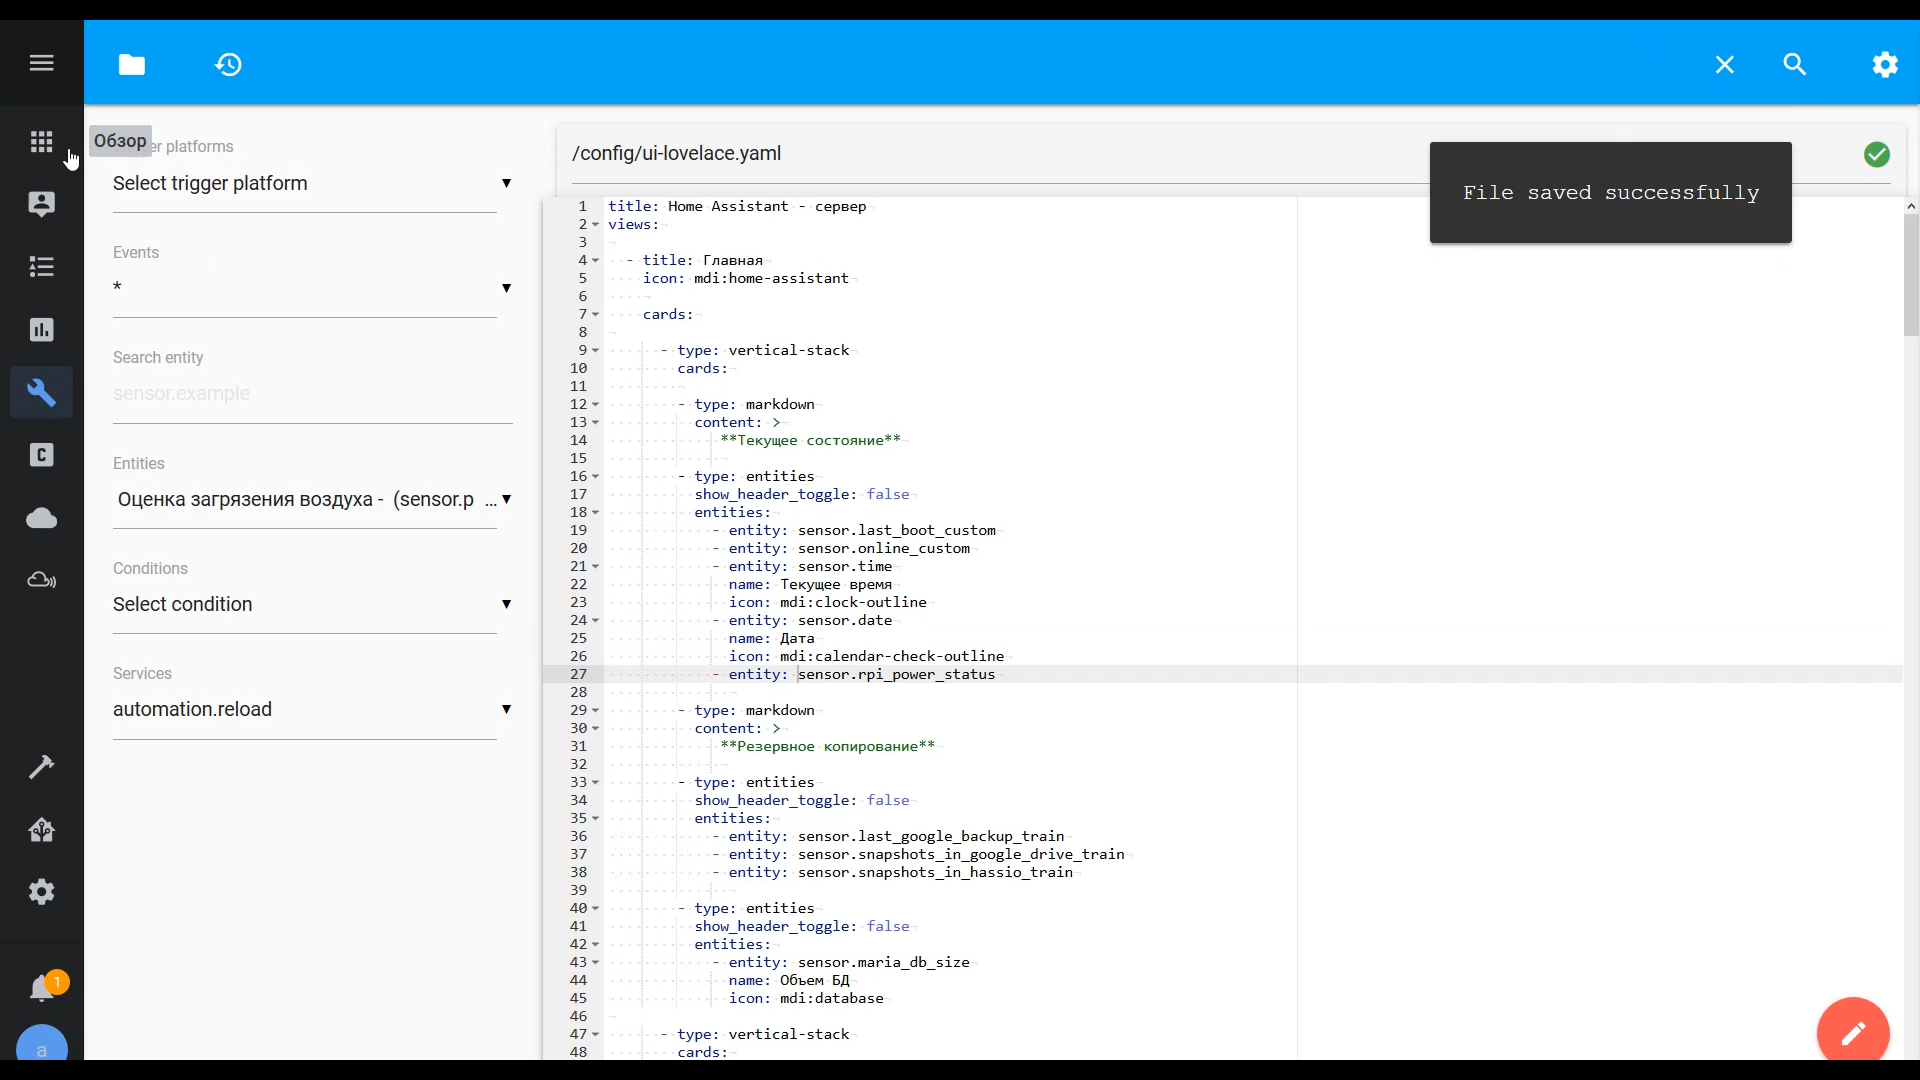 Обзор
er platforms
Select trigger platform
Events
*
Search entity
sensor.example
Entities
Оценка загрязения воздуха - (sensor.p ...
Conditions
Select condition
Services
automation.reload
1
a
C
/config/ui-lovelace.yaml
File saved successfully
1 title: Home Assistant - сервер
2 views:
3
4 - title: Главная
5 icon: mdi:home-assistant
6
7 cards:
8
9 - type: vertical-stack
10 cards:
11
12 - type: markdown
13 content: >
14 **Текущее состояние**
15
16 - type: entities
17 show_header_toggle: false
18 entities:
19 - entity: sensor.last_boot_custom
20 - entity: sensor.online_custom
21 - entity: sensor.time
22 name: Текущее время
23 icon: mdi:clock-outline
24 - entity: sensor.date
25 name: Дата
26 icon: mdi:calendar-check-outline
27 - entity: sensor.rpi_power_status
28
29 - type: markdown
30 content: >
31 **Резервное копирование**
32
33 - type: entities
34 show_header_toggle: false
35 entities:
36 - entity: sensor.last_google_backup_train
37 - entity: sensor.snapshots_in_google_drive_train
38 - entity: sensor.snapshots_in_hassio_train
39
40 - type: entities
41 show_header_toggle: false
42 entities:
43 - entity: sensor.maria_db_size
44 name: Объем БД
45 icon: mdi:database
46
47 - type: vertical-stack
48 cards: